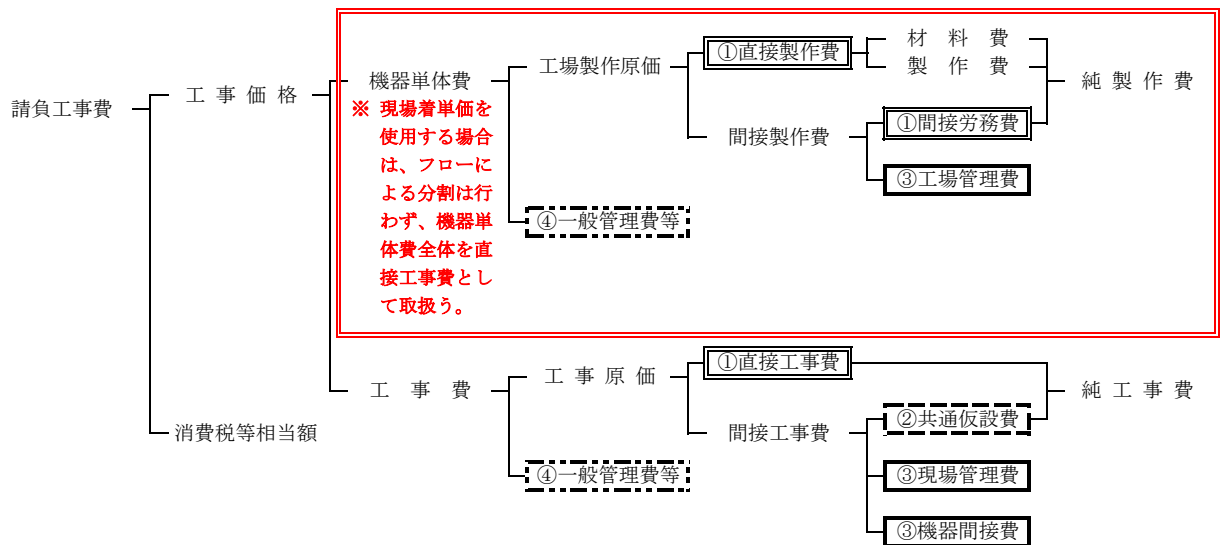 請負工事費
工事価格
機器単体費
※ 現場着単価を
使用する場合
は、フローに
よる分割は行
わず、機器単
体費全体を直
接工事費とし
て取扱う。
工場製作原価
①直接製作費
材料費
製作費
純製作費
間接製作費
①間接労務費
③工場管理費
④一般管理費等
工事費
工事原価
①直接工事費
純工事費
間接工事費
②共通仮設費
③現場管理費
③機器間接費
④一般管理費等
消費税等相当額